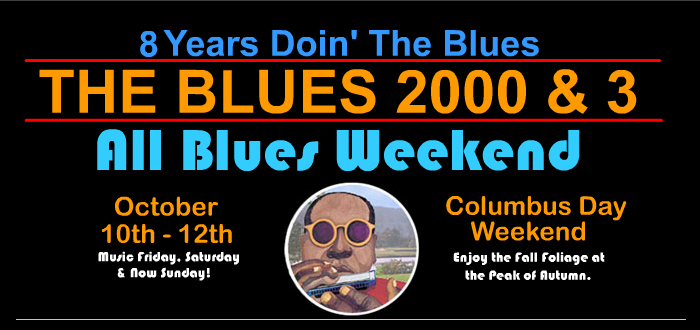 8 Years Doin' The Blues
THE BLUES 2000 & 3
All Blues Weekend
October
10th - 12th
Music Friday, Saturday
& Now Sunday!
Columbus Day
Weekend
Enjoy the Fall Foliage at
the Peak of Autumn.